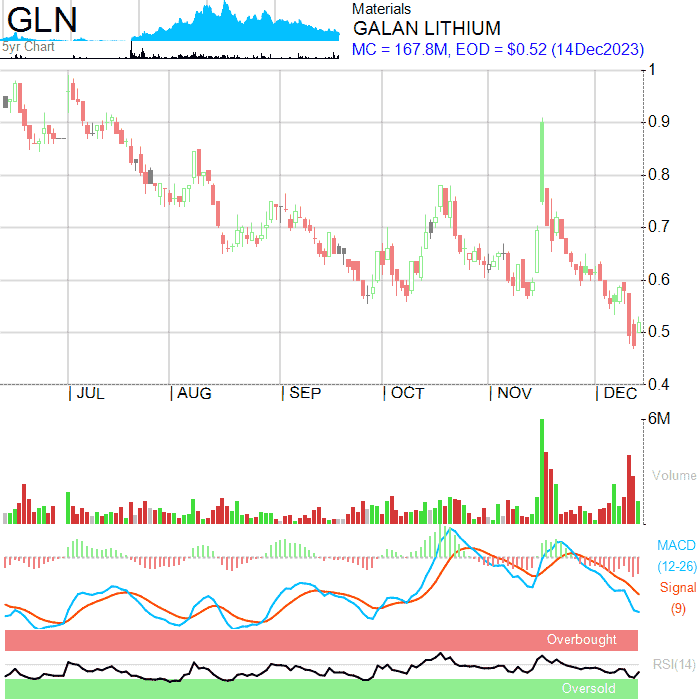 GLN
5yr Chart
Materials
GALAN LITHIUM
MC = 167.8M, EOD = $0.52 (14Dec2023)
1
0.9
0.8
0.7
0.6
0.5
0.4
JUL AUG SEP OCT NOV DEC
6M
Volume
MACD
(12-26)
Signal
(9)
Overbought
RSI(14)
Oversold